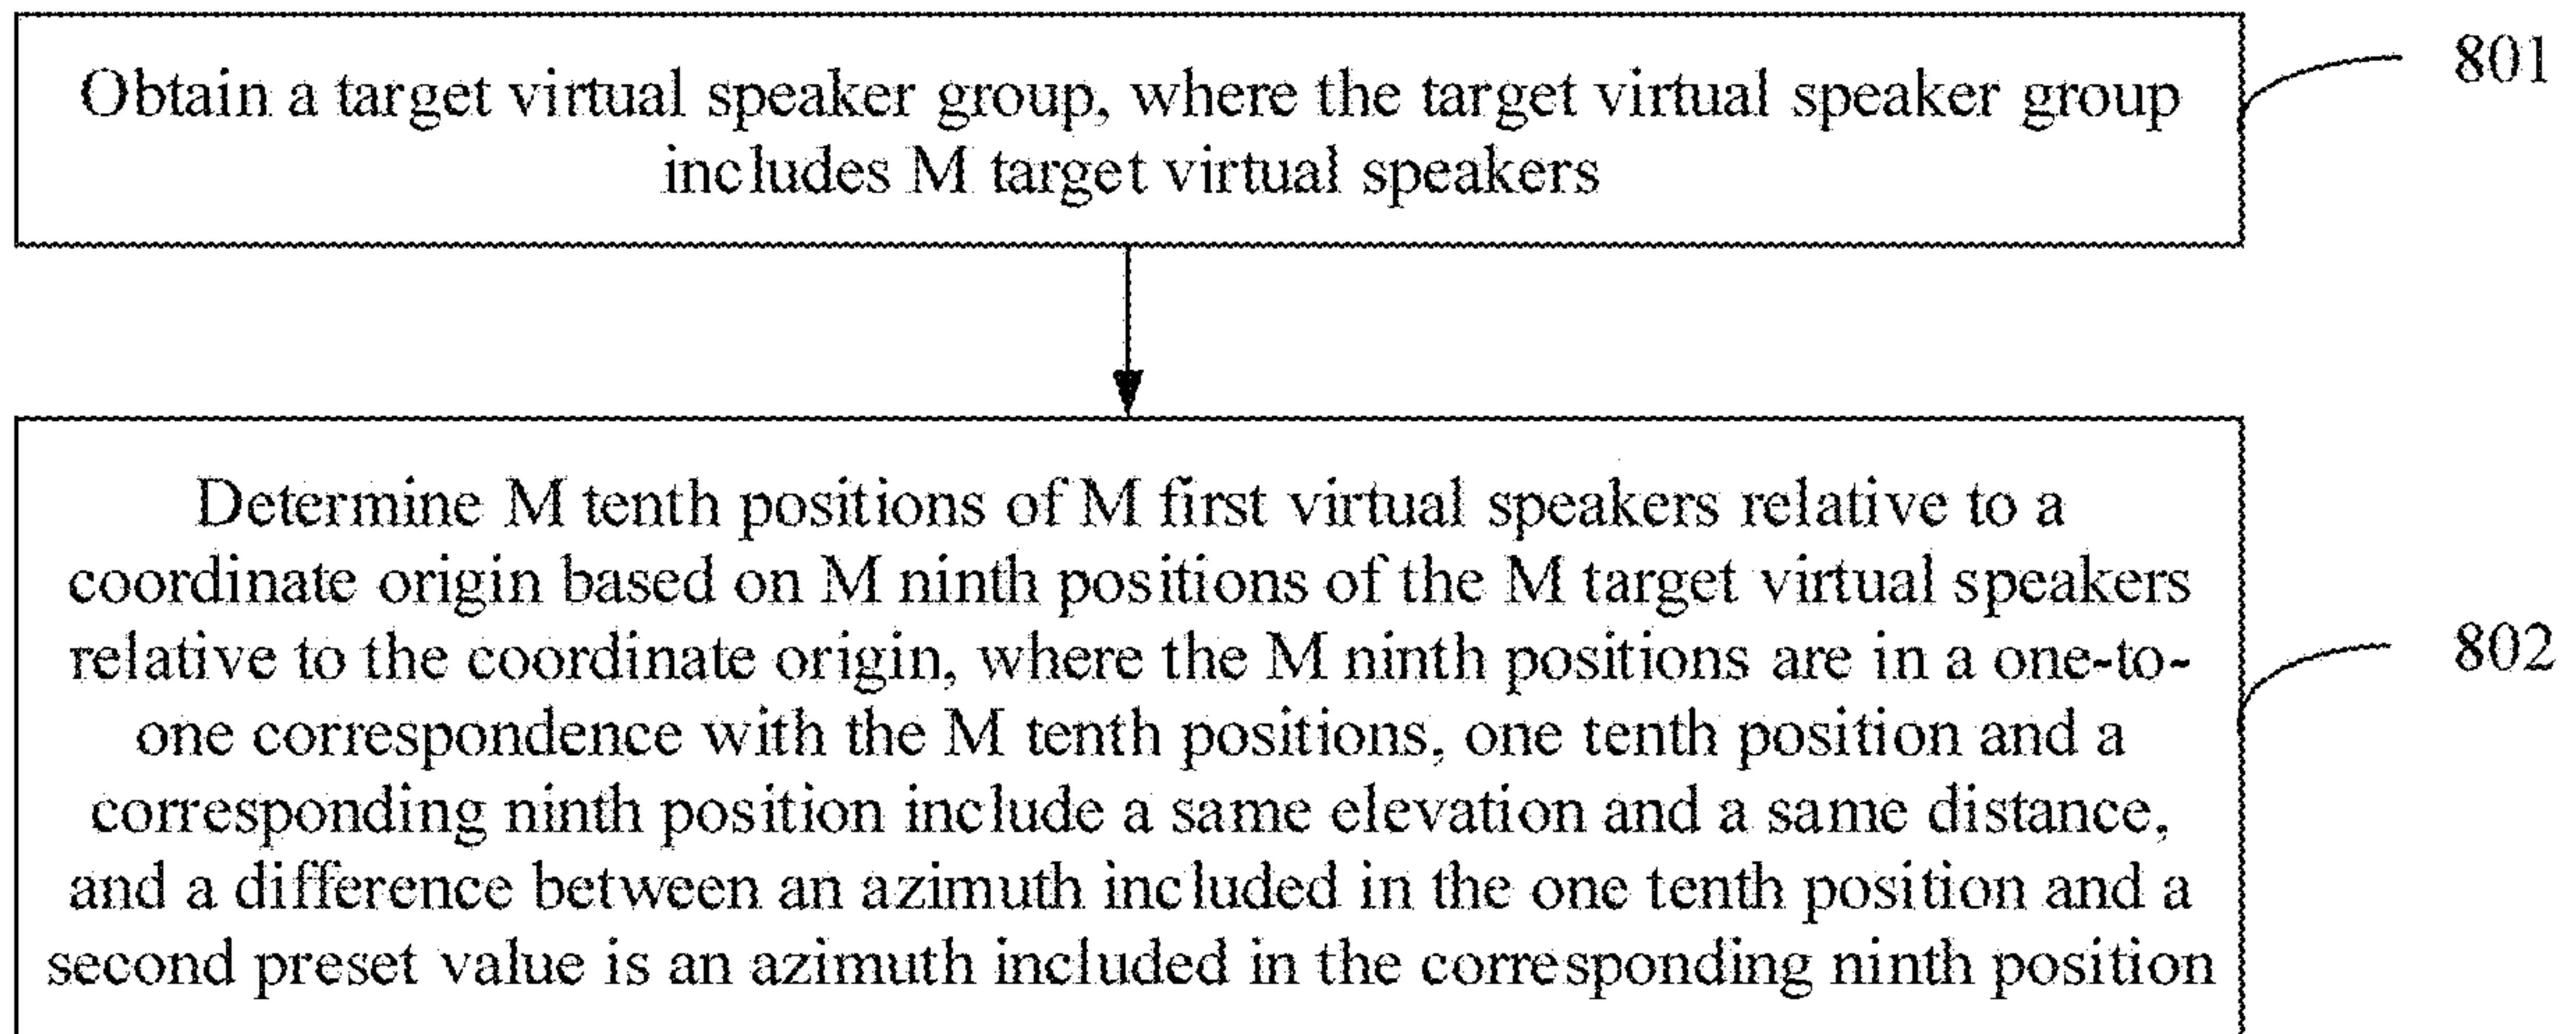 Obtain a target virtual speaker group, where the target virtual speaker group
includes M target virtual speakers
801
Determine M tenth positions of M first virtual speakers relative to a
coordinate origin based on M ninth positions of the M target virtual speakers
relative to the coordinate origin, where the M ninth positions are in a one-to-
one correspondence with the M tenth positions, one tenth position and a
corresponding ninth position include a same elevation and a same distance,
and a difference between an azimuth included in the one tenth position and a
second preset value is an azimuth included in the corresponding ninth position
802